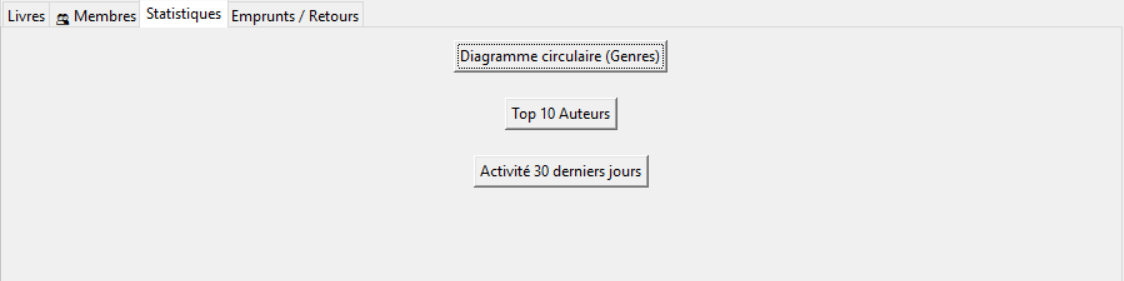 Livres Membres Statistiques Emprunts / Retours
Diagramme circulaire (Genres)
Top 10 Auteurs
Activité 30 derniers jours